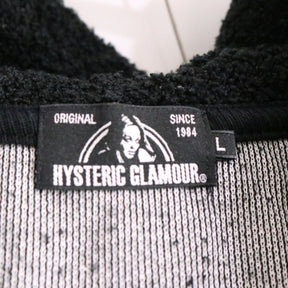 ORIGINAL SINCE
1984
HYSTERIC GLAMOUR®
L